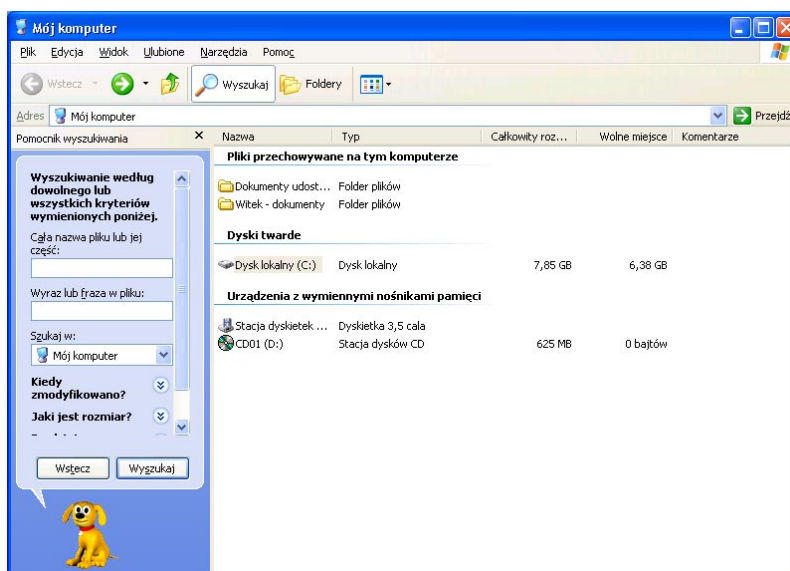 Mój komputer
Plik Edycja Widok Ulubione Narzędzia Pomoc
Wstecz Wyszukaj Foldery
Adres Mój komputer Przejdź
Pomocnik wyszukiwania
Wyszukiwanie według
dowolnego lub
wszystkich kryteriów
wymienionych poniżej.
Cała nazwa pliku lub jej
część:
Wyraz lub fraza w pliku:
Szukaj w:
Mój komputer
Kiedy
zmodyfikowano?
Jaki jest rozmiar?
Wstecz Wyszukaj
Nazwa Typ Całkowity roz... Wolne miejsce Komentarze
Pliki przechowywane na tym komputerze
Dokumenty udost... Folder plików
Witek - dokumenty Folder plików
Dyski twarde
Dysk lokalny (C:) Dysk lokalny 7,85 GB 6,38 GB
Urządzenia z wymiennymi nośnikami pamięci
Stacja dyskietek ... Dyskietka 3,5 cala
CD01 (D:) Stacja dysków CD 625 MB 0 bajtów